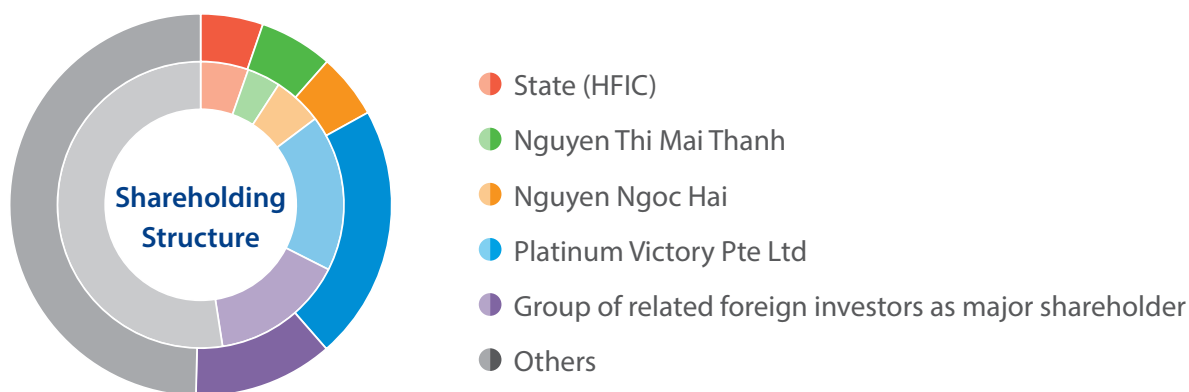 Shareholding
Structure
State (HFIC)
Nguyen Thi Mai Thanh
Nguyen Ngoc Hai
Platinum Victory Pte Ltd
Group of related foreign investors as major shareholder
Others